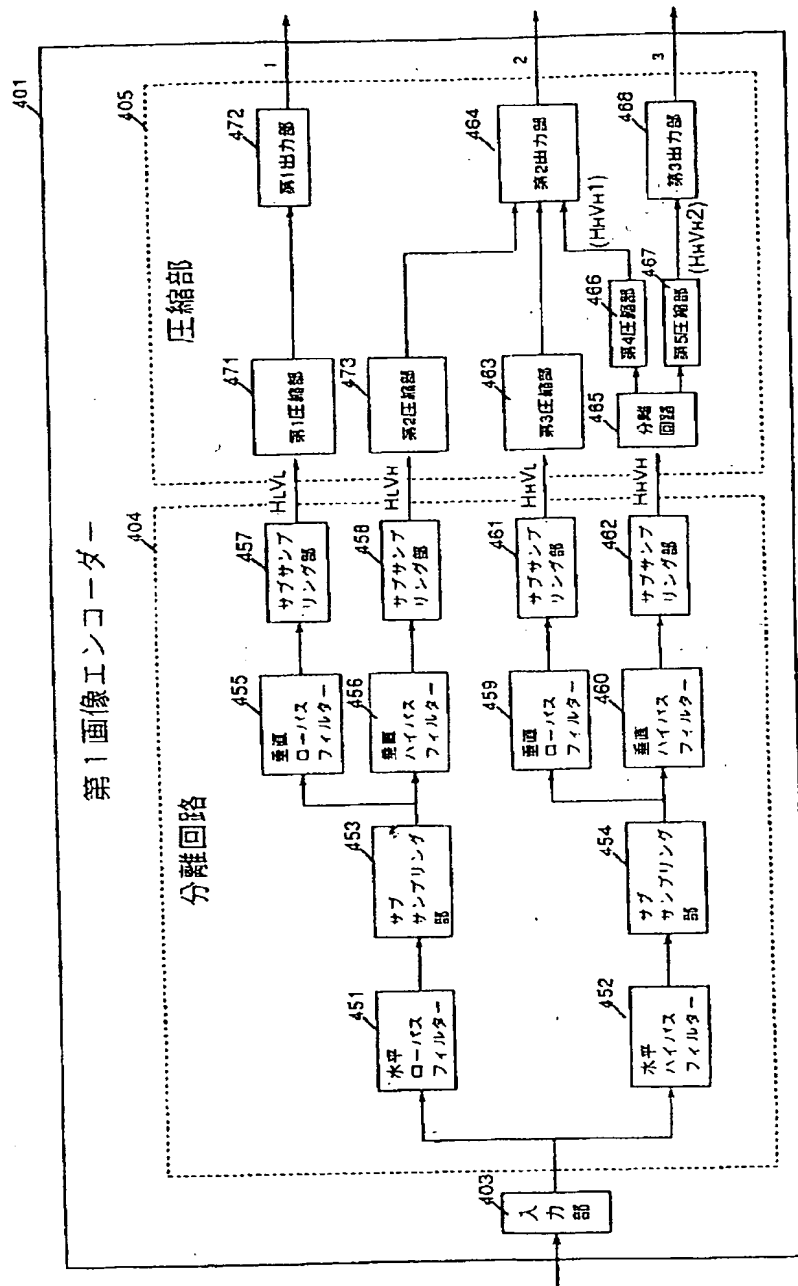 401
第1画像エンコーダー
404
分離回路
405
圧縮部
403
入力部
451
水平
ローパス
フィルター
452
水平
ハイパス
フィルター
453
サブ
サンプリング
部
454
サブ
サンプリング
部
455
垂直
ローパス
フィルター
456
垂直
ハイパス
フィルター
459
垂直
ローパス
フィルター
460
垂直
ハイパス
フィルター
457
サブサンプ
リング部
458
サブサンプ
リング部
461
サブサンプ
リング部
462
サブサンプ
リング部
HLVL
HLVH
HHVL
HHVH
471
第1圧縮部
473
第2圧縮部
463
第3圧縮部
465
分離
回路
466
第4圧縮部
467
第5圧縮部
(HHVH1)
(HHVH2)
472
第1出力部
464
第2出力部
468
第3出力部
1
2
3